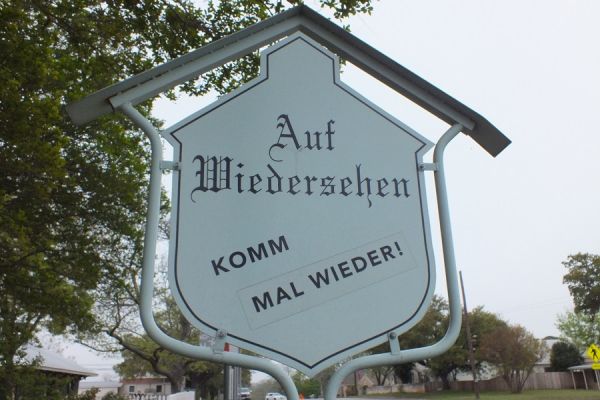 Auf
Wiedersehen
KOMM
MAL WIEDER!